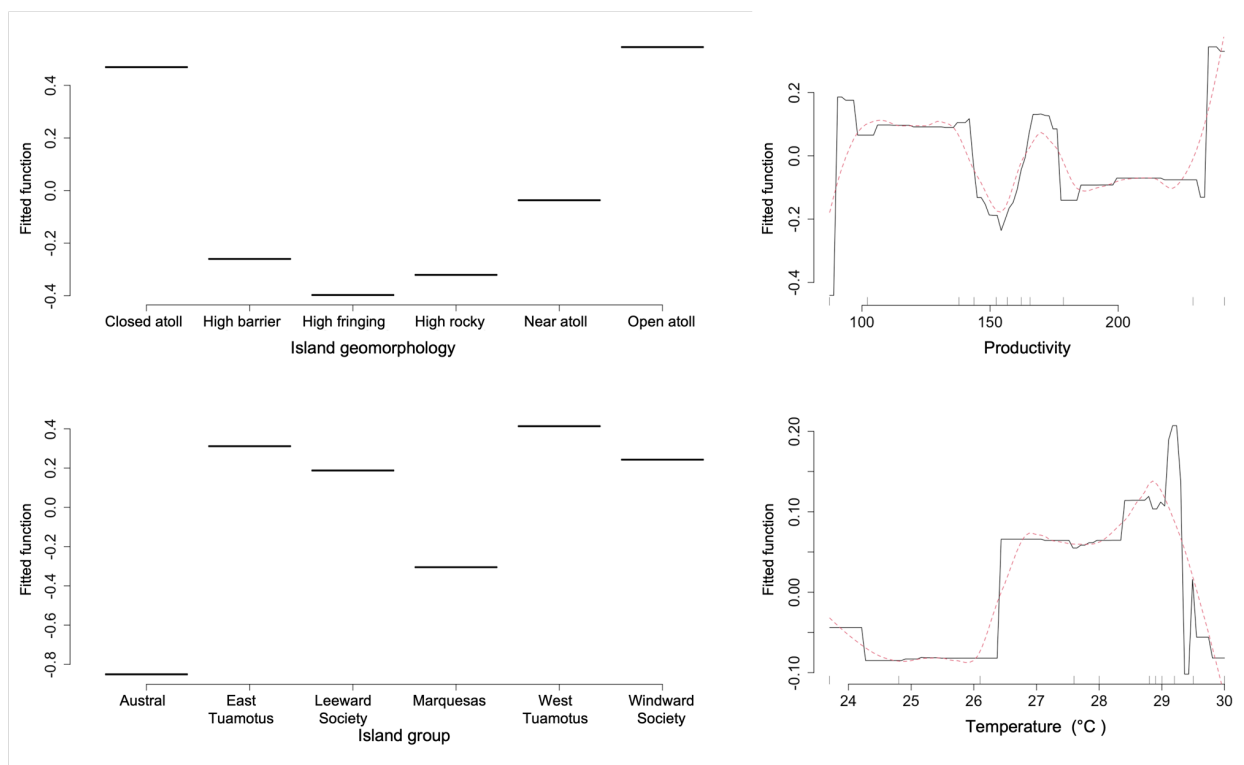 Fitted function
0.4
0.2
0.0
-0.2
-0.4
Closed atoll High barrier High fringing High rocky Near atoll Open atoll
Island geomorphology
Fitted function
0.2
0.0
-0.2
-0.4
100 150 200
Productivity
Fitted function
0.4
0.2
0.0
-0.2
-0.4
-0.6
-0.8
Austral East Leeward Marquesas West Windward
Tuamotus Society Tuamotus Society
Island group
Fitted function
0.20
0.10
0.00
-0.10
24 25 26 27 28 29 30
Temperature (°C )